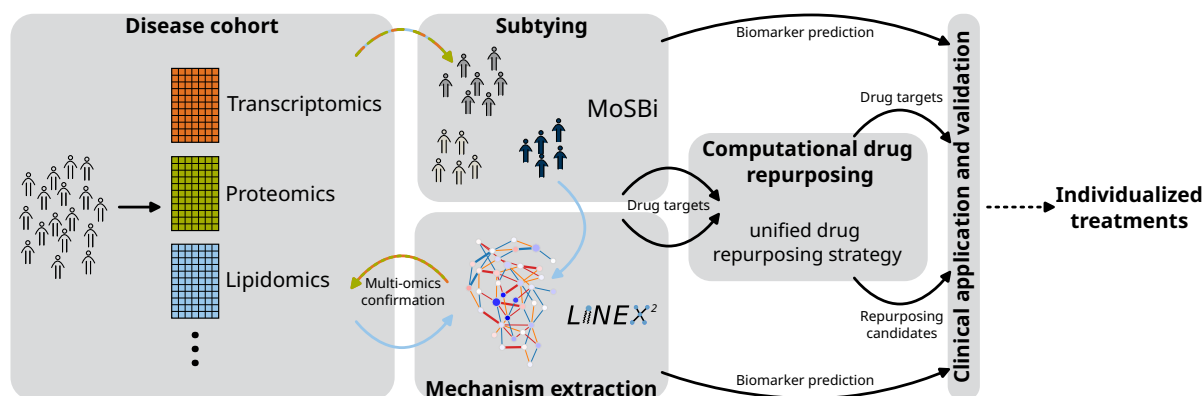 Disease cohort
Transcriptomics
Proteomics
Lipidomics
Subtying
MoSBi
Multi-omics
confirmation
LiNEX²
Mechanism extraction
Biomarker prediction
Drug targets
Drug targets
Computational drug
repurposing
unified drug
repurposing strategy
Repurposing
candidates
Biomarker prediction
Clinical application and validation
Individualized
treatments